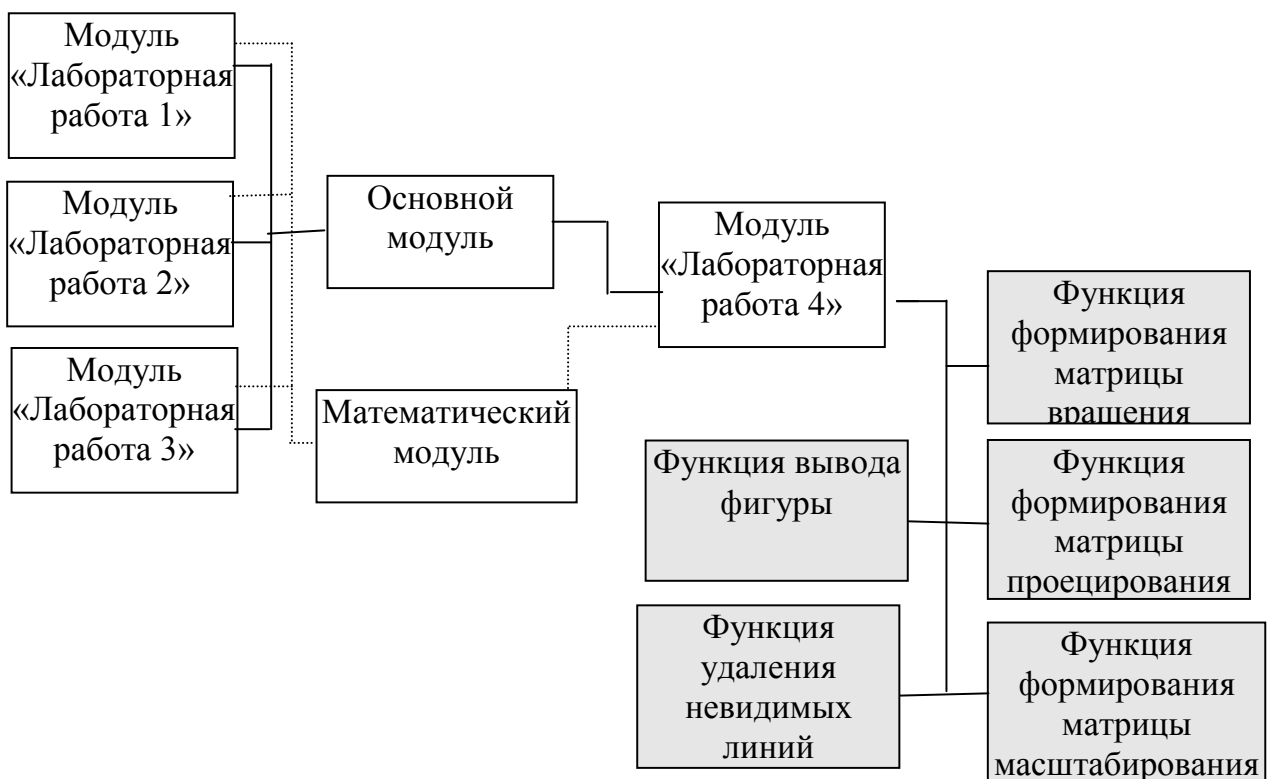 Модуль
«Лабораторная
работа 1»
Модуль
«Лабораторная
работа 2»
Модуль
«Лабораторная
работа 3»
Основной
модуль
Математический
модуль
Модуль
«Лабораторная
работа 4»
Функция
формирования
матрицы
вращения
Функция вывода
фигуры
Функция
формирования
матрицы
проецирования
Функция
удаления
невидимых
линий
Функция
формирования
матрицы
масштабирования